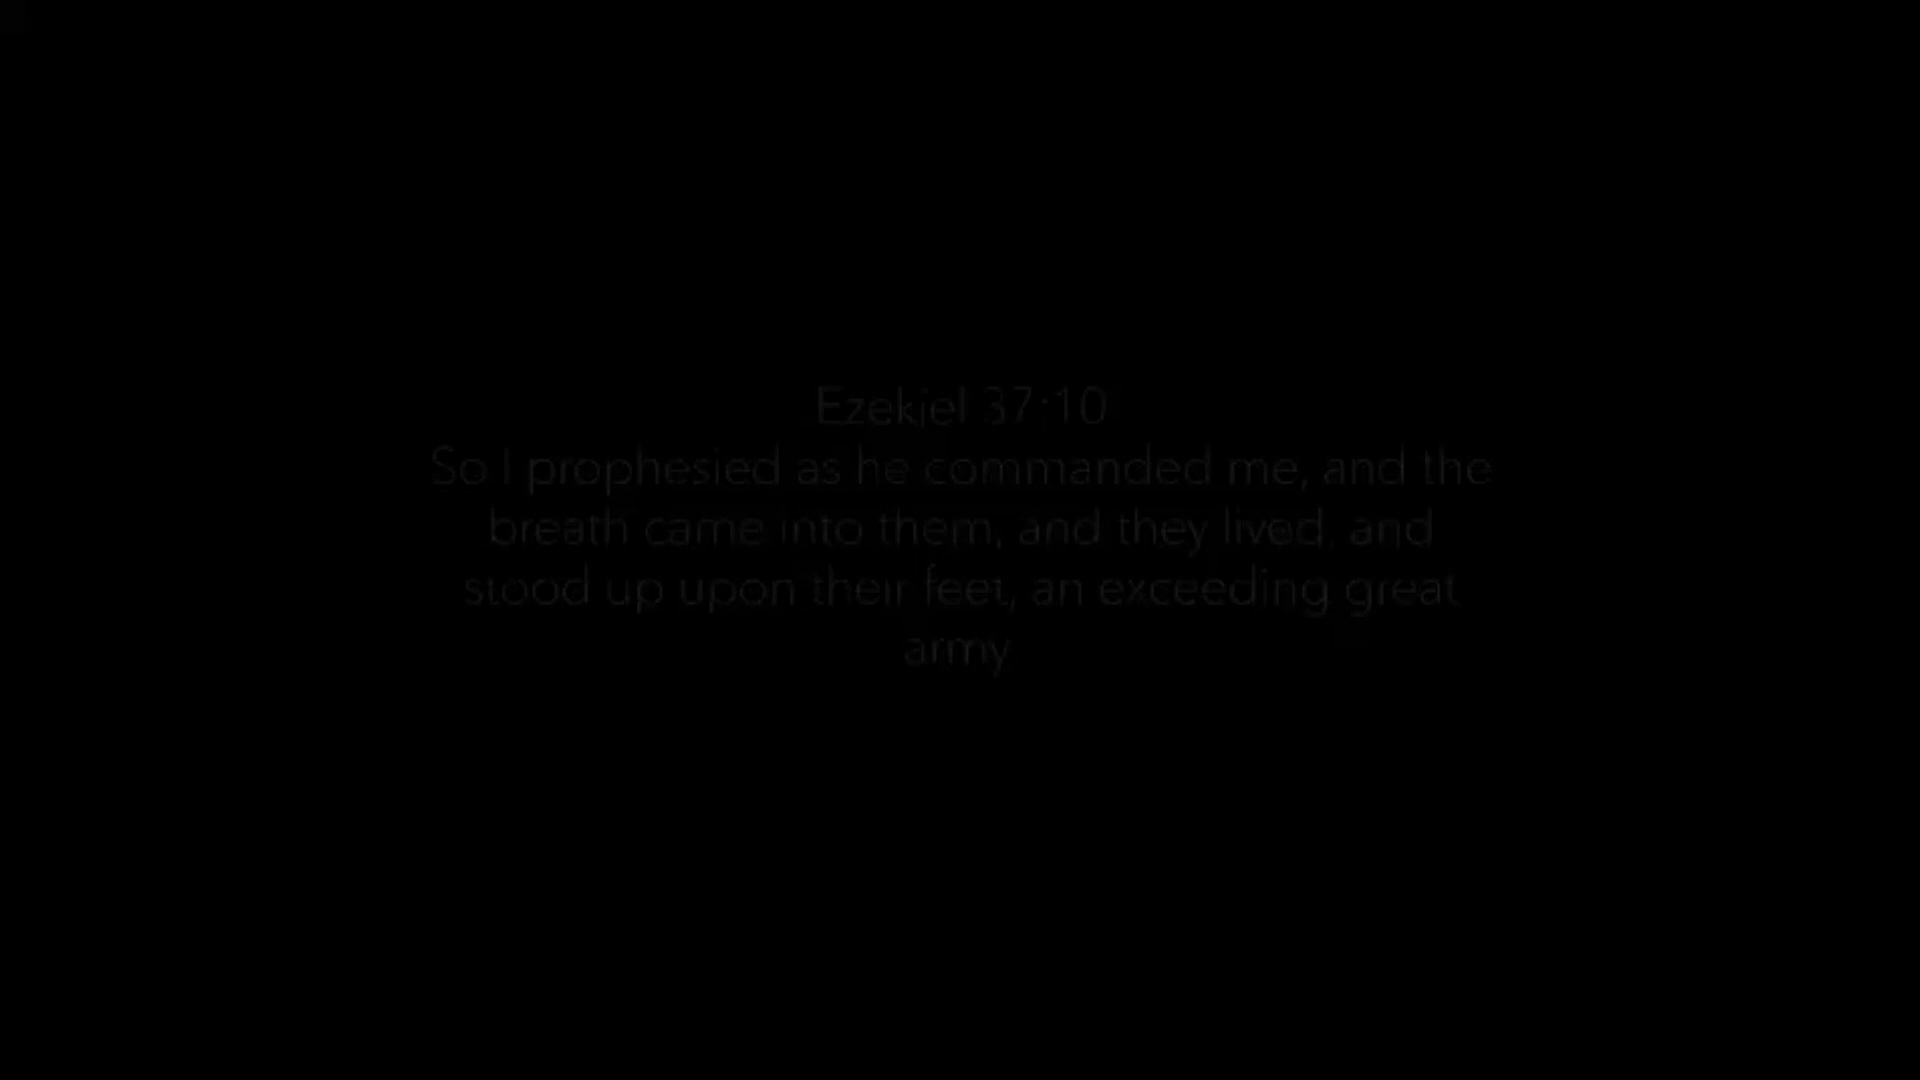 Ezekiel 37:10
So I prophesied as he commanded me, and the
breath came into them, and they lived, and
stood up upon their feet, an exceeding great
army